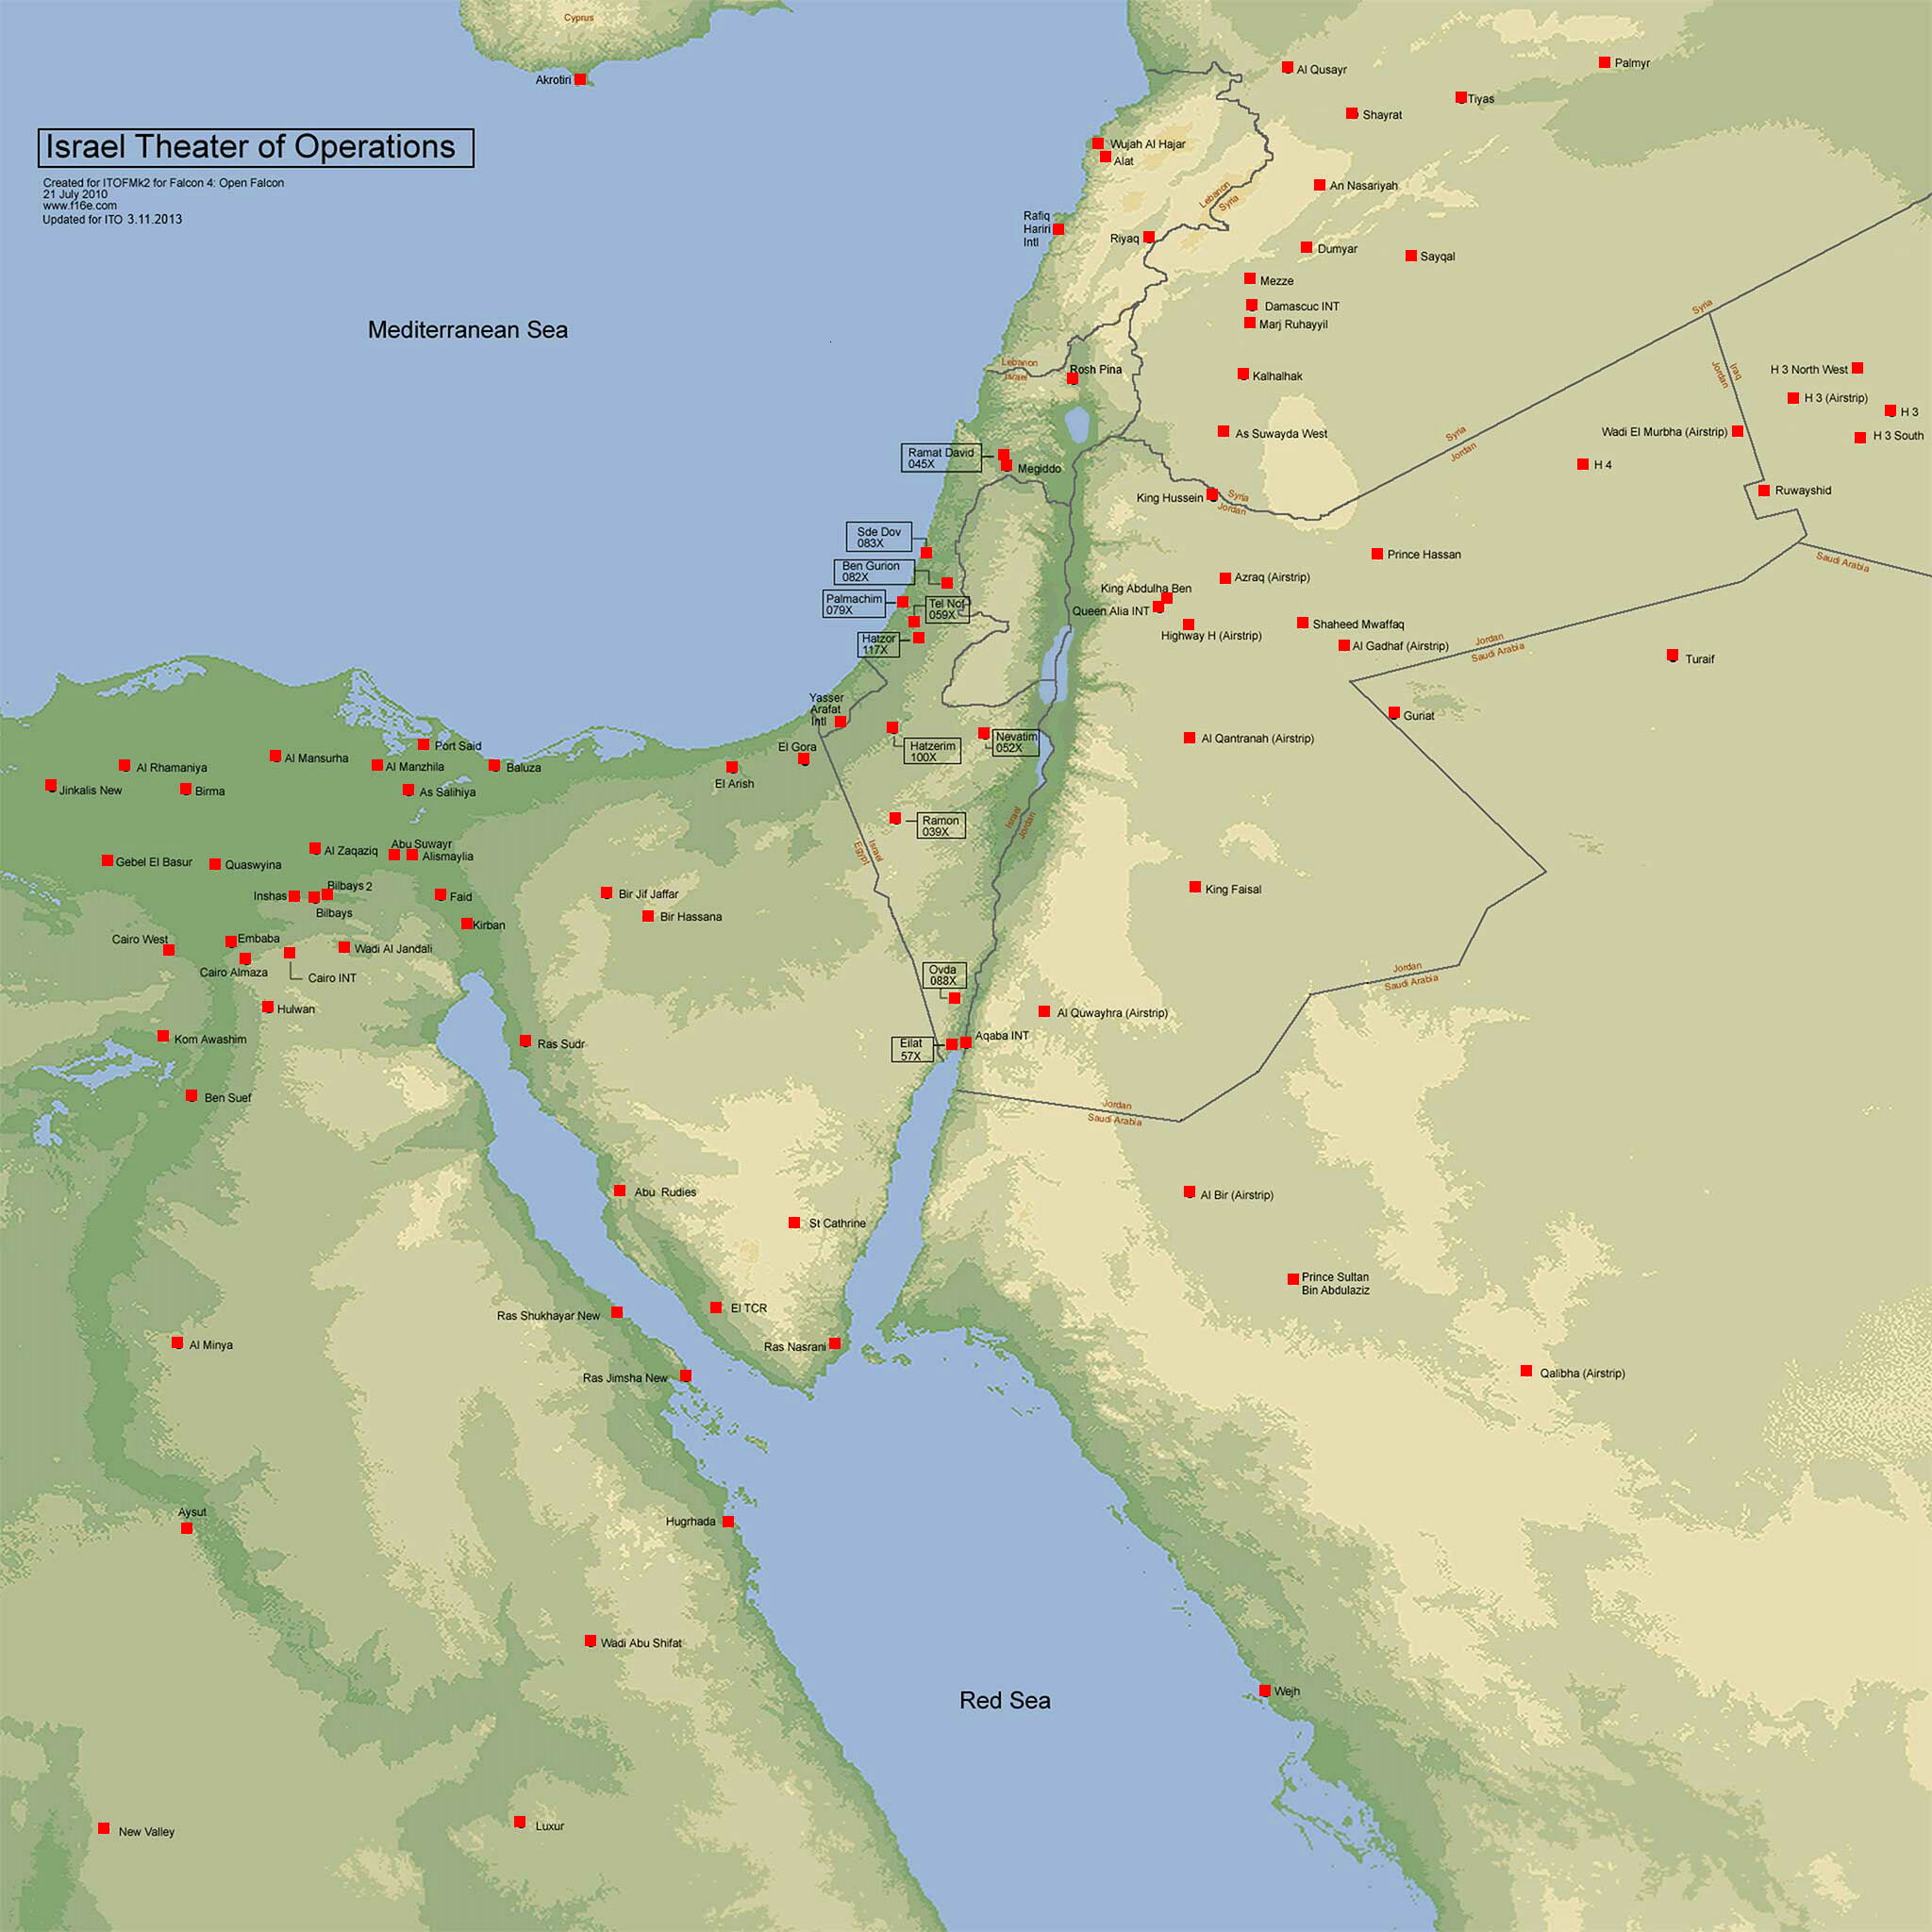 Cyprus
Akrotiri
Israel Theater of Operations
Created for ITOFMk2 for Falcon 4: Open Falcon
21 July 2010
www.f16e.com
Updated for ITO 3.11.2013
Mediterranean Sea
Al Qusayr
Palmyr
Tiyas
Shayrat
Wujah Al Hajar
Alat
An Nasariyah
Lebanon
Syria
Rafiq
Hariri
Intl
Riyaq
Dumyar
Sayqal
Mezze
Damascuc INT
Marj Ruhayyil
Syria
Lebanon
Israel
Rosh Pina
Kalhalhak
Iraq
Jordan
H 3 North West
H 3 (Airstrip)
H 3
H 3 South
As Suwayda West
Syria
Jordan
Wadi El Murbha (Airstrip)
Ramat David
045X
Megiddo
H 4
King Hussein
Syria
Jordan
Ruwayshid
Sde Dov
083X
Prince Hassan
Saudi Arabia
Ben Gurion
082X
Azraq (Airstrip)
King Abdulha Ben
Palmachim
079X
Tel Nof
059X
Queen Alia INT
Hatzor
117X
Highway H (Airstrip)
Shaheed Mwaffaq
Al Gadhaf (Airstrip)
Jordan
Saudi Arabia
Turaif
Yasser
Arafat
Intl
Guriat
El Gora
Hatzerim
100X
Nevatim
052X
Al Qantranah (Airstrip)
Port Said
Al Mansurha
Al Rhamaniya
Al Manzhila
Baluza
El Arish
Jinkalis New
Birma
As Salihiya
Ramon
039X
Israel
Jordan
Israel
Egypt
Abu Suwayr
Al Zaqaziq
Alismaylia
Gebel El Basur
Quaswyina
Bilbays 2
Inshas
Bilbays
Faid
Bir Jif Jaffar
King Faisal
Bir Hassana
Kirban
Cairo West
Embaba
Wadi Al Jandali
Cairo Almaza
Cairo INT
Ovda
088X
Jordan
Saudi Arabia
Hulwan
Al Quwayhra (Airstrip)
Kom Awashim
Ras Sudr
Eilat
57X
Aqaba INT
Ben Suef
Jordan
Saudi Arabia
Abu Rudies
Al Bir (Airstrip)
St Cathrine
Prince Sultan
Bin Abdulaziz
Ras Shukhayar New
El TCR
Al Minya
Ras Nasrani
Ras Jimsha New
Qalibha (Airstrip)
Aysut
Hugrhada
Wadi Abu Shifat
Red Sea
Wejh
New Valley
Luxur